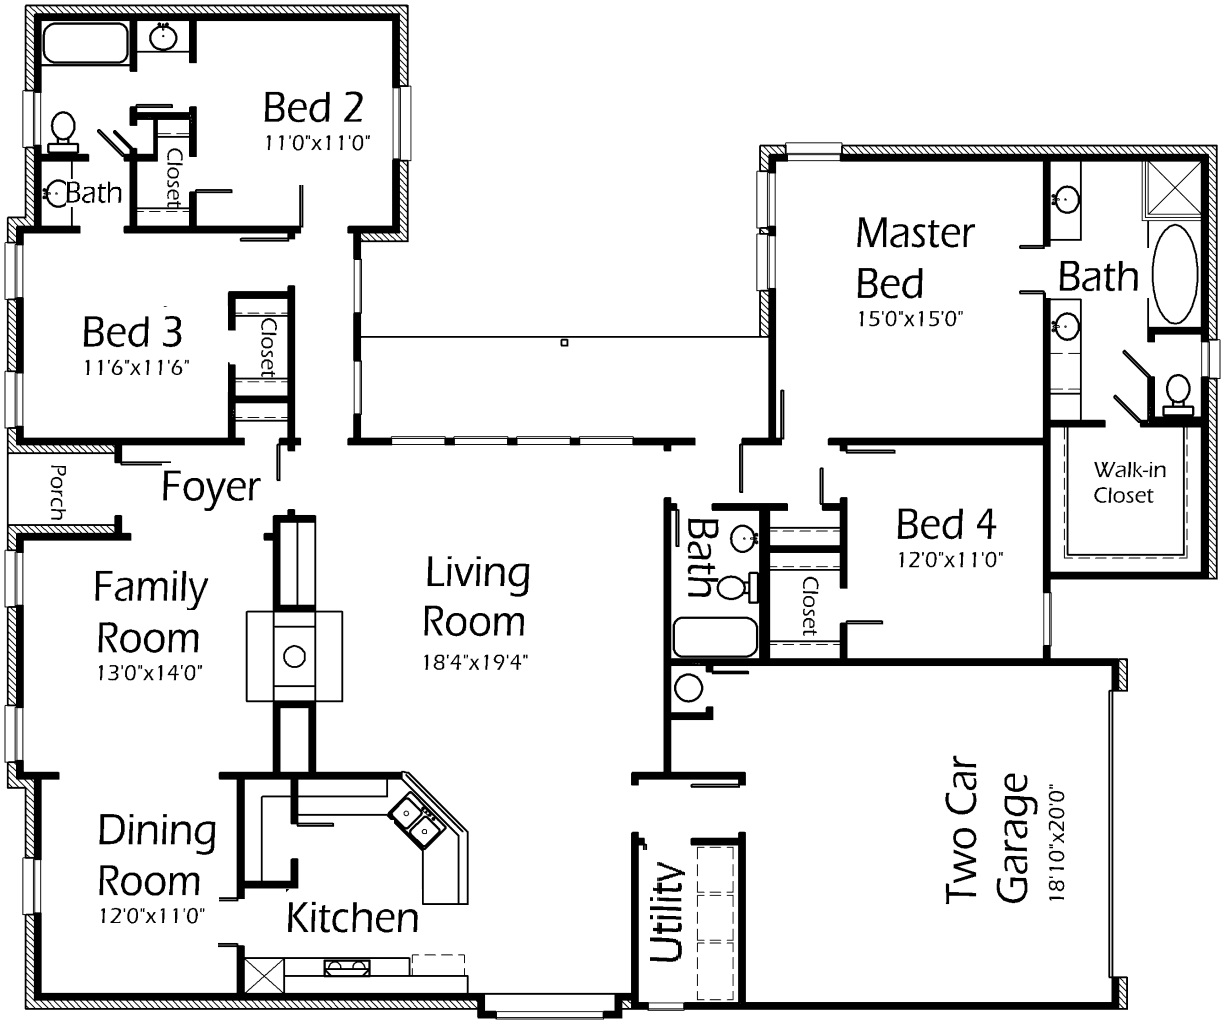 Bed 2
11'0"x11'0"
Closet
Bath
Master
Bed
15'0"x15'0"
Bath
Bed 3
11'6"x11'6"
Closet
Walk-in
Closet
Porch
Foyer
Bath
Bed 4
12'0"x11'0"
Closet
Family
Room
13'0"x14'0"
Living
Room
18'4"x19'4"
Dining
Room
12'0"x11'0"
Kitchen
Utility
Two Car
Garage
18'10"x20'0"